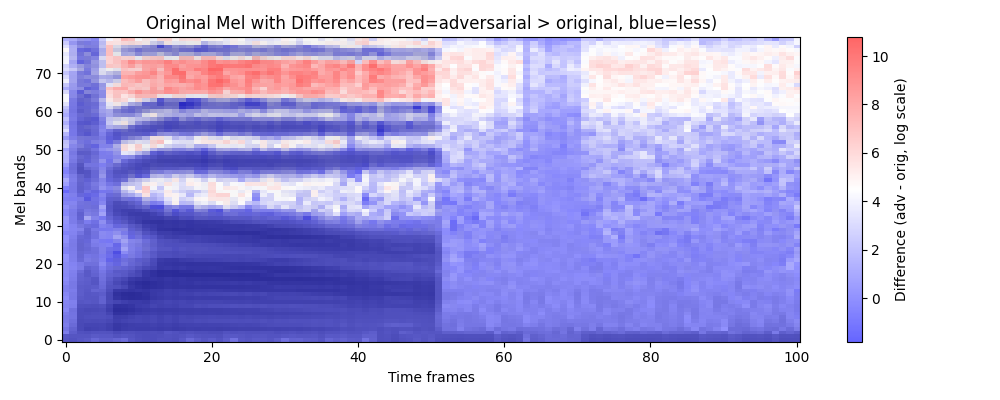 Original Mel with Differences (red=adversarial > original, blue=less)
70
60
50
40
30
20
10
0
Mel bands
0 20 40 60 80 100
Time frames
10
8
6
4
2
0
Difference (adv - orig, log scale)